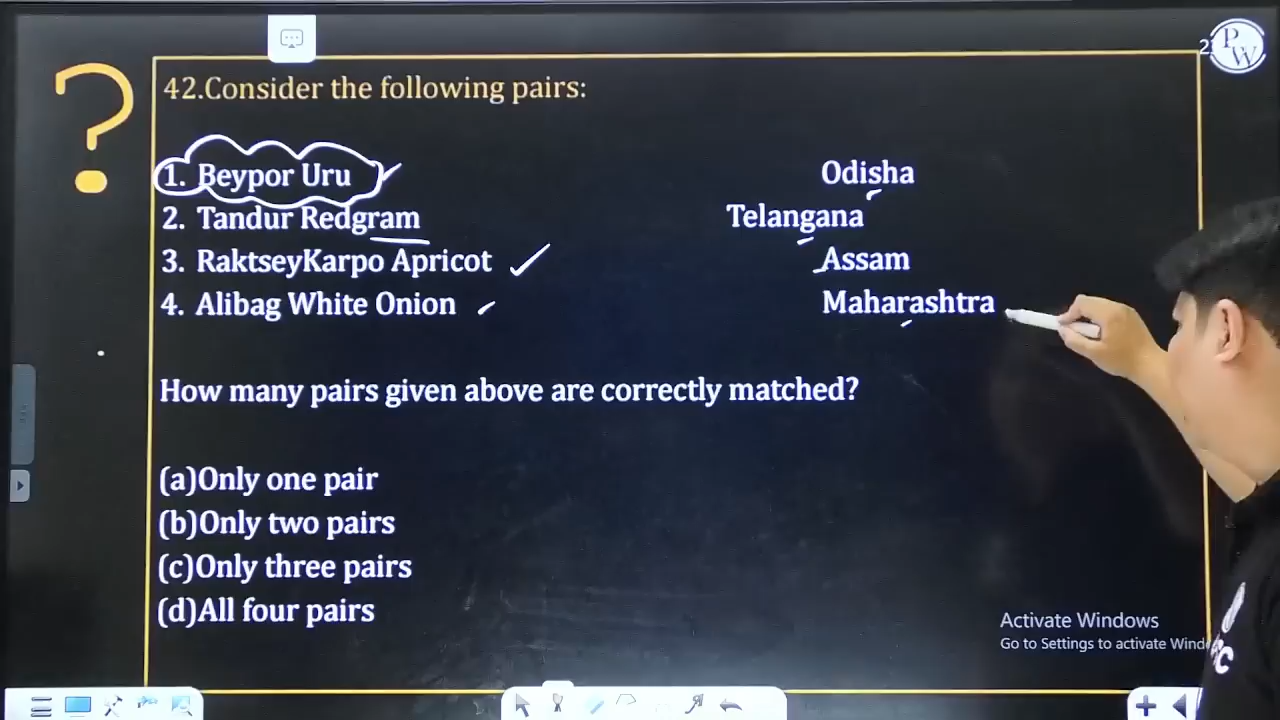 2
PW
42.Consider the following pairs:
1. Beypor Uru Odisha
2. Tandur Redgram Telangana
3. RaktseyKarpo Apricot Assam
4. Alibag White Onion Maharashtra
How many pairs given above are correctly matched?
(a)Only one pair
(b)Only two pairs
(c)Only three pairs
(d)All four pairs
Activate Windows
Go to Settings to activate Wind